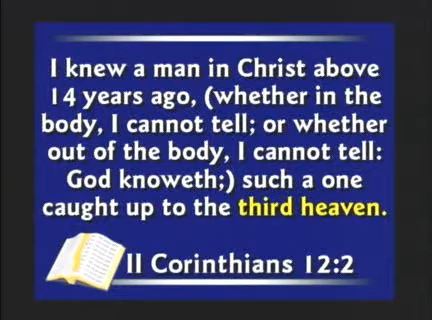 I knew a man in Christ above
14 years ago, (whether in the
body, I cannot tell; or whether
out of the body, I cannot tell:
God knoweth;) such a one
caught up to the third heaven.
II Corinthians 12:2